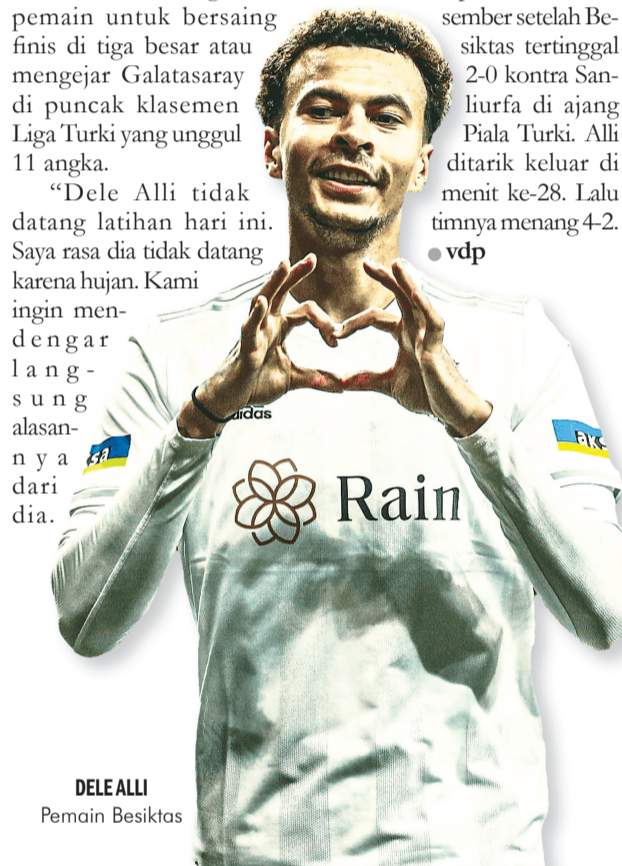 pemain untuk bersaing
finis di tiga besar atau
mengejar Galatasaray
di puncak klasemen
Liga Turki yang unggul
11 angka.
“Dele Alli tidak
datang latihan hari ini.
Saya rasa dia tidak datang
karena hujan. Kami
ingin men-
dengar
lang-
sung
alasan-
nya
dari
dia.
sember setelah Be-
siktas tertinggal
2-0 kontra San-
liurfa di ajang
Piala Turki. Alli
ditarik keluar di
menit ke-28. Lalu
timnya menang 4-2.
● vdp
adidas
sa
aks
Rain
DELE ALLI
Pemain Besiktas